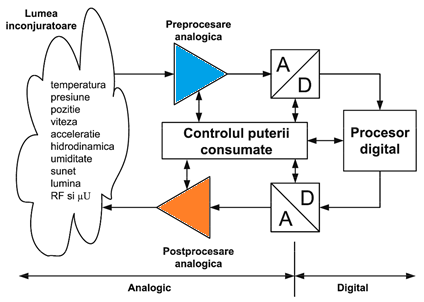 Lumea
inconjuratoare
Preprocesare
analogica
temperatura
presiune
pozitie
viteza
acceleratie
hidrodinamica
umiditate
sunet
lumina
RF si μU
A
D
Controlul puterii
consumate
Procesor
digital
D
A
Postprocesare
analogica
Analogic
Digital